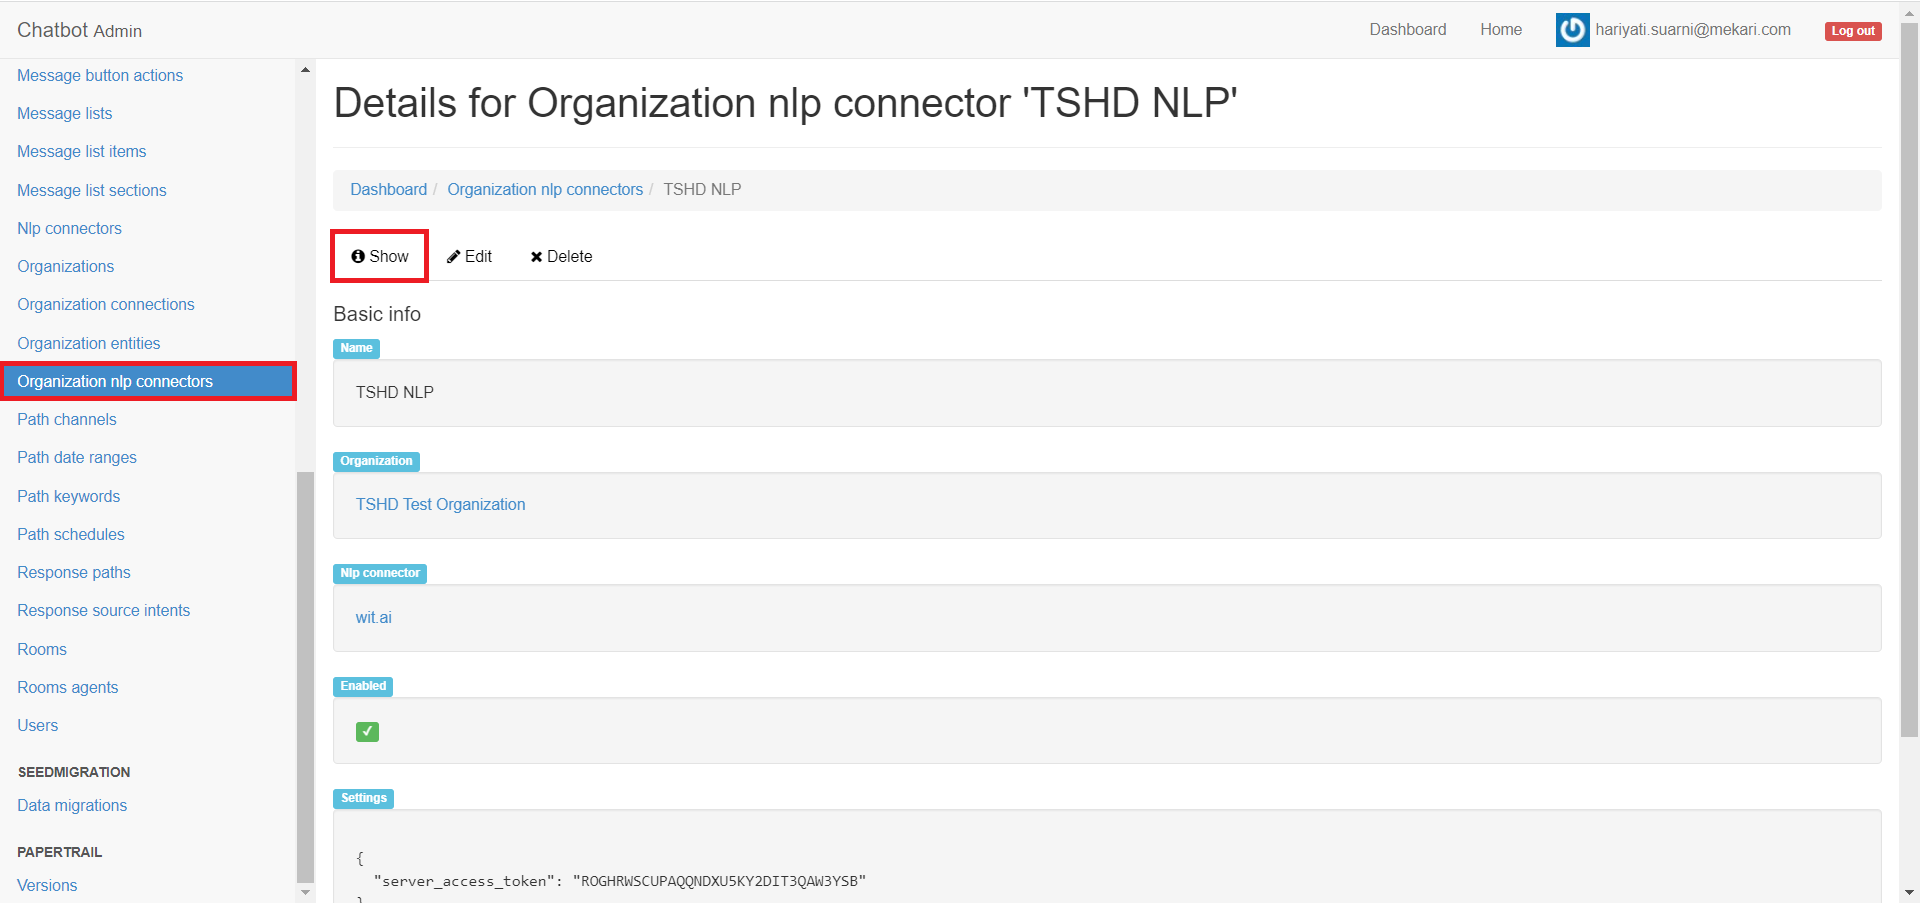 Chatbot Admin
Dashboard
Home
hariyati.suarni@mekari.com
Log out
Message button actions
Message lists
Message list items
Message list sections
Nlp connectors
Organizations
Organization connections
Organization entities
Organization nlp connectors
Path channels
Path date ranges
Path keywords
Path schedules
Response paths
Response source intents
Rooms
Rooms agents
Users
SEEDMIGRATION
Data migrations
PAPERTRAIL
Versions
Details for Organization nlp connector 'TSHD NLP'
Dashboard / Organization nlp connectors / TSHD NLP
Show
Edit
Delete
Basic info
Name
TSHD NLP
Organization
TSHD Test Organization
Nlp connector
wit.ai
Enabled
Settings
{
"server_access_token": "ROGHRWSCUPAQQNDXU5KY2DIT3QAW3YSB"
}